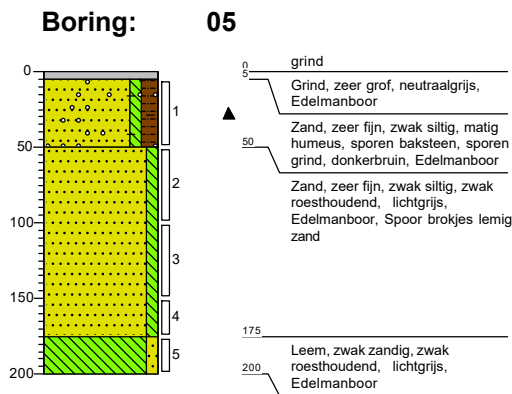 Boring: 05
0
50
100
150
200
1
2
3
4
5
0
5
50
175
200
grind
Grind, zeer grof, neutraalgrijs,
Edelmanboor
Zand, zeer fijn, zwak siltig, matig
humeus, sporen baksteen, sporen
grind, donkerbruin, Edelmanboor
Zand, zeer fijn, zwak siltig, zwak
roesthoudend, lichtgrijs,
Edelmanboor, Spoor brokjes lemig
zand
Leem, zwak zandig, zwak
roesthoudend, lichtgrijs,
Edelmanboor